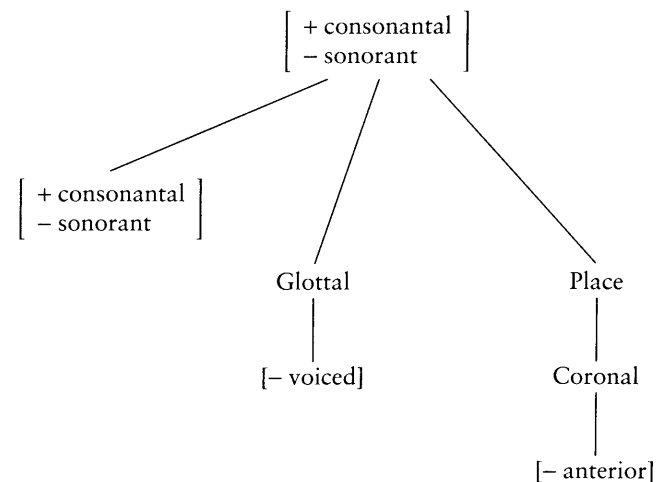 + consonantal
– sonorant
+ consonantal
– sonorant
Glottal
Place
[– voiced]
Coronal
[– anterior]